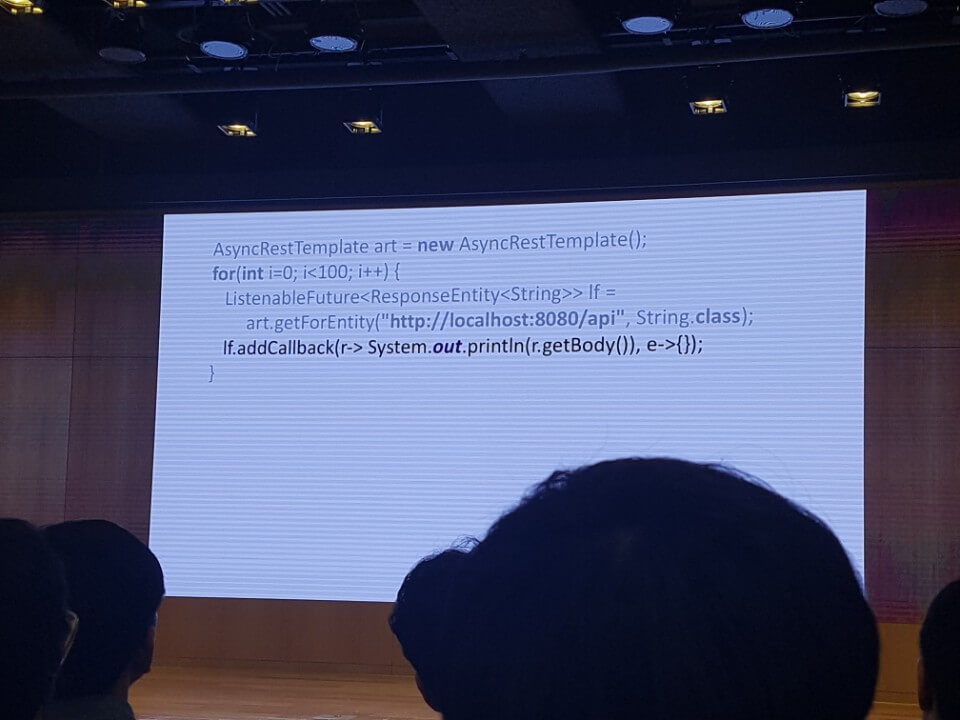 AsyncRestTemplate art = new AsyncRestTemplate();
for(int i=0; i<100; i++) {
ListenableFuture<ResponseEntity<String>> lf =
art.getForEntity("http://localhost:8080/api", String.class);
lf.addCallback(r-> System.out.println(r.getBody()), e->{});
}